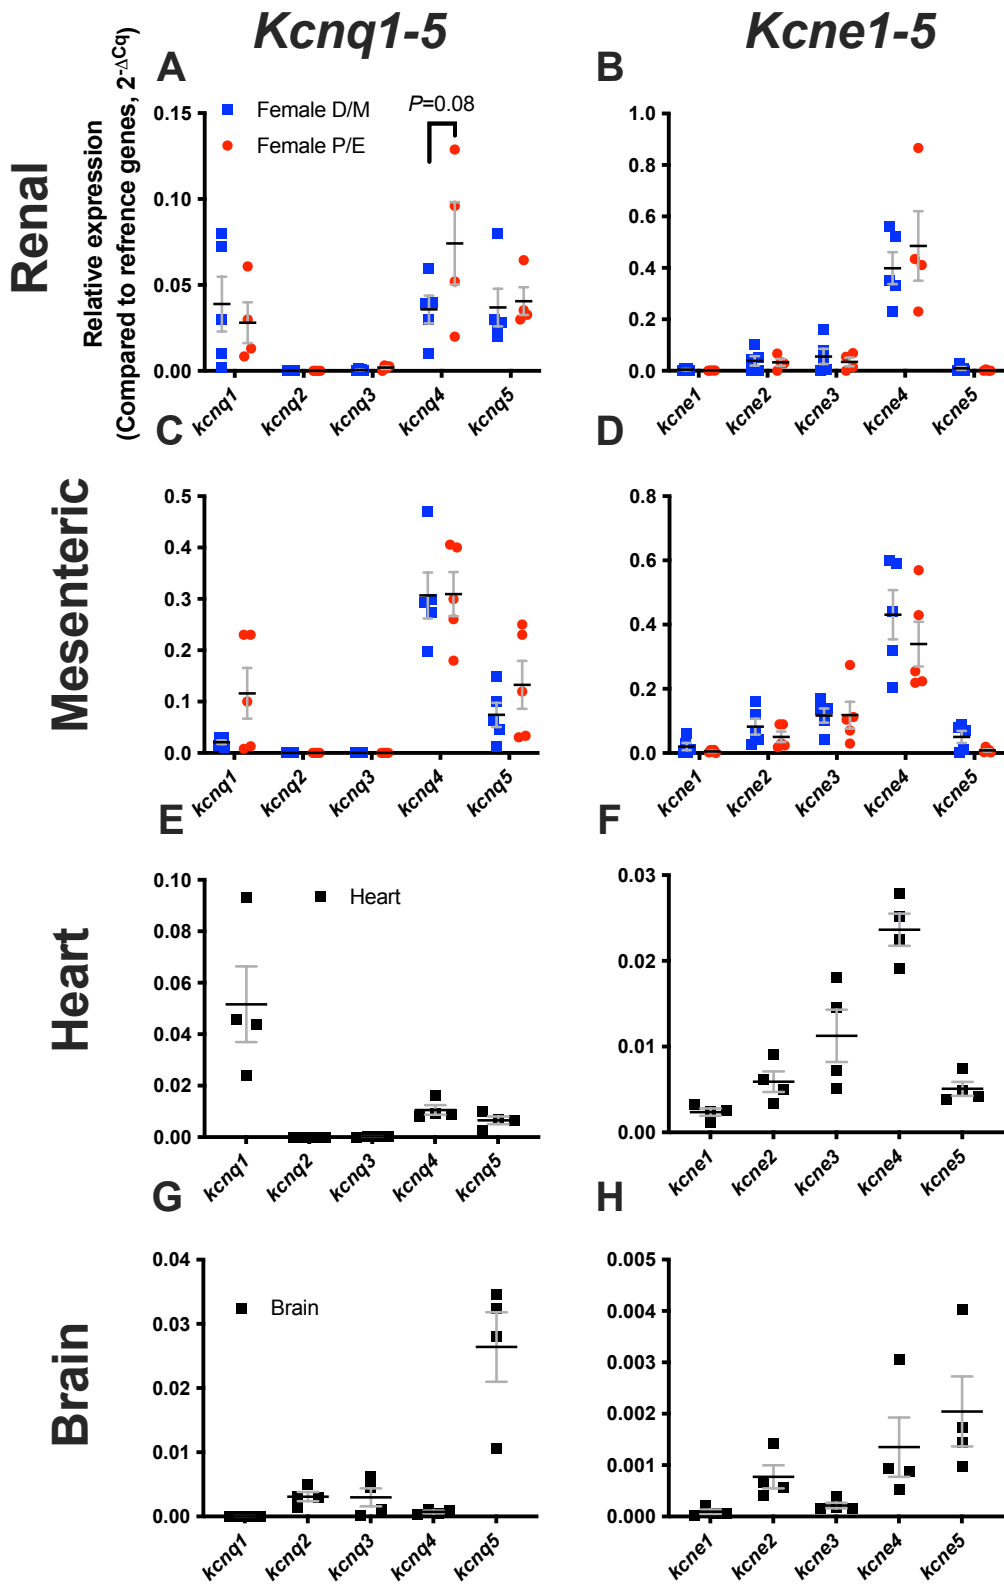 Kcnq1-5
Kcne1-5
Renal
A
Relative expression
(Compared to refrence genes, 2^-ΔCq)
Female D/M
Female P/E
P=0.08
0.15
0.10
0.05
0.00
kcnq1
kcnq2
kcnq3
kcnq4
kcnq5
B
1.0
0.8
0.6
0.4
0.2
0.0
kcne1
kcne2
kcne3
kcne4
kcne5
Mesenteric
C
0.5
0.4
0.3
0.2
0.1
0.0
kcnq1
kcnq2
kcnq3
kcnq4
kcnq5
D
0.8
0.6
0.4
0.2
0.0
kcne1
kcne2
kcne3
kcne4
kcne5
Heart
E
Heart
0.10
0.08
0.06
0.04
0.02
0.00
kcnq1
kcnq2
kcnq3
kcnq4
kcnq5
F
0.03
0.02
0.01
0.00
kcne1
kcne2
kcne3
kcne4
kcne5
Brain
G
Brain
0.04
0.03
0.02
0.01
0.00
kcnq1
kcnq2
kcnq3
kcnq4
kcnq5
H
0.005
0.004
0.003
0.002
0.001
0.000
kcne1
kcne2
kcne3
kcne4
kcne5